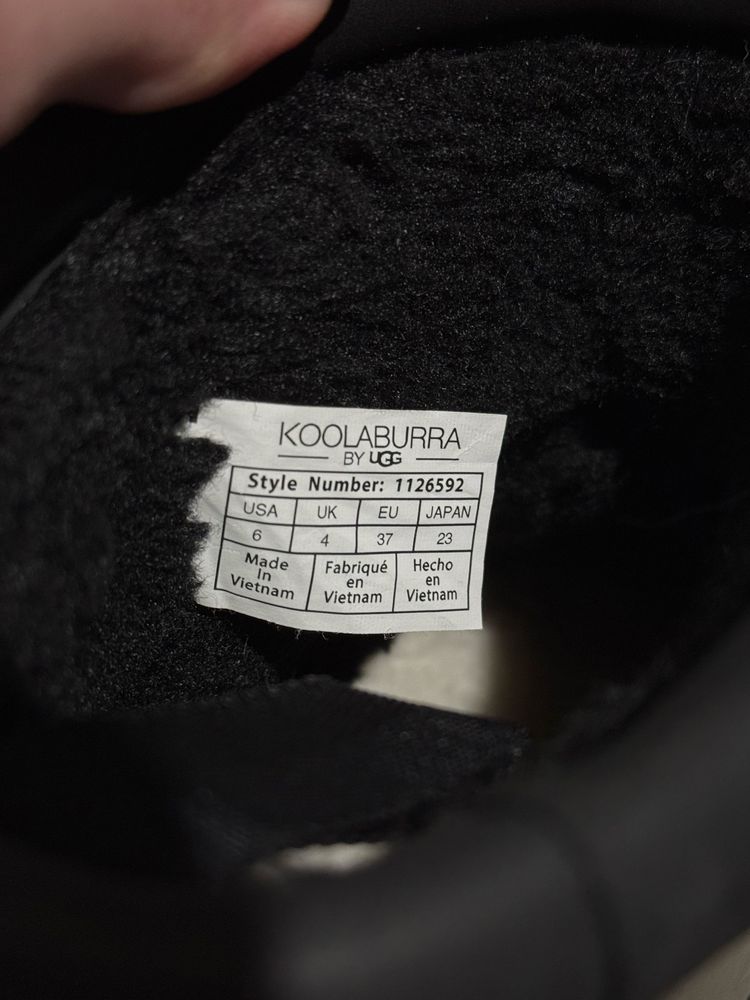 KOOLABURRA
BY UGG
Style Number: 1126592
USA UK EU JAPAN
6 4 37 23
Made In Vietnam
Fabriqué en Vietnam
Hecho en Vietnam